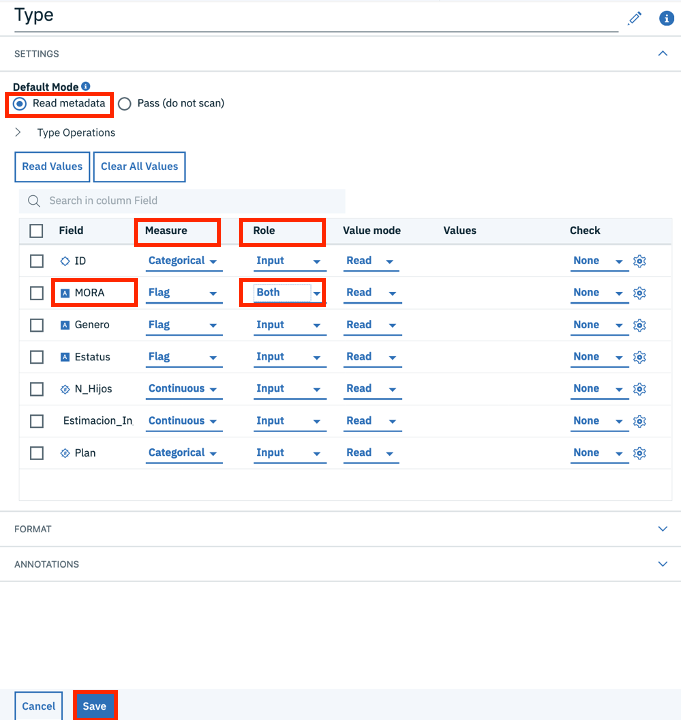 Type
SETTINGS
Default Mode
Read metadata Pass (do not scan)
Type Operations
Read Values Clear All Values
Search in column Field
Field Measure Role Value mode Values Check
ID Categorical Input Read None
A MORA Flag Both Read None
A Genero Flag Input Read None
A Estatus Flag Input Read None
N_Hijos Continuous Input Read None
Estimacion_In Continuous Input Read None
Plan Categorical Input Read None
FORMAT
ANNOTATIONS
Cancel Save